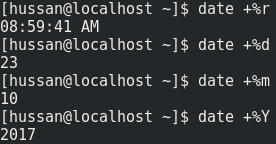 [hussan@localhost ~]$ date +%r
08:59:41 AM
[hussan@localhost ~]$ date +%d
23
[hussan@localhost ~]$ date +%m
10
[hussan@localhost ~]$ date +%Y
2017